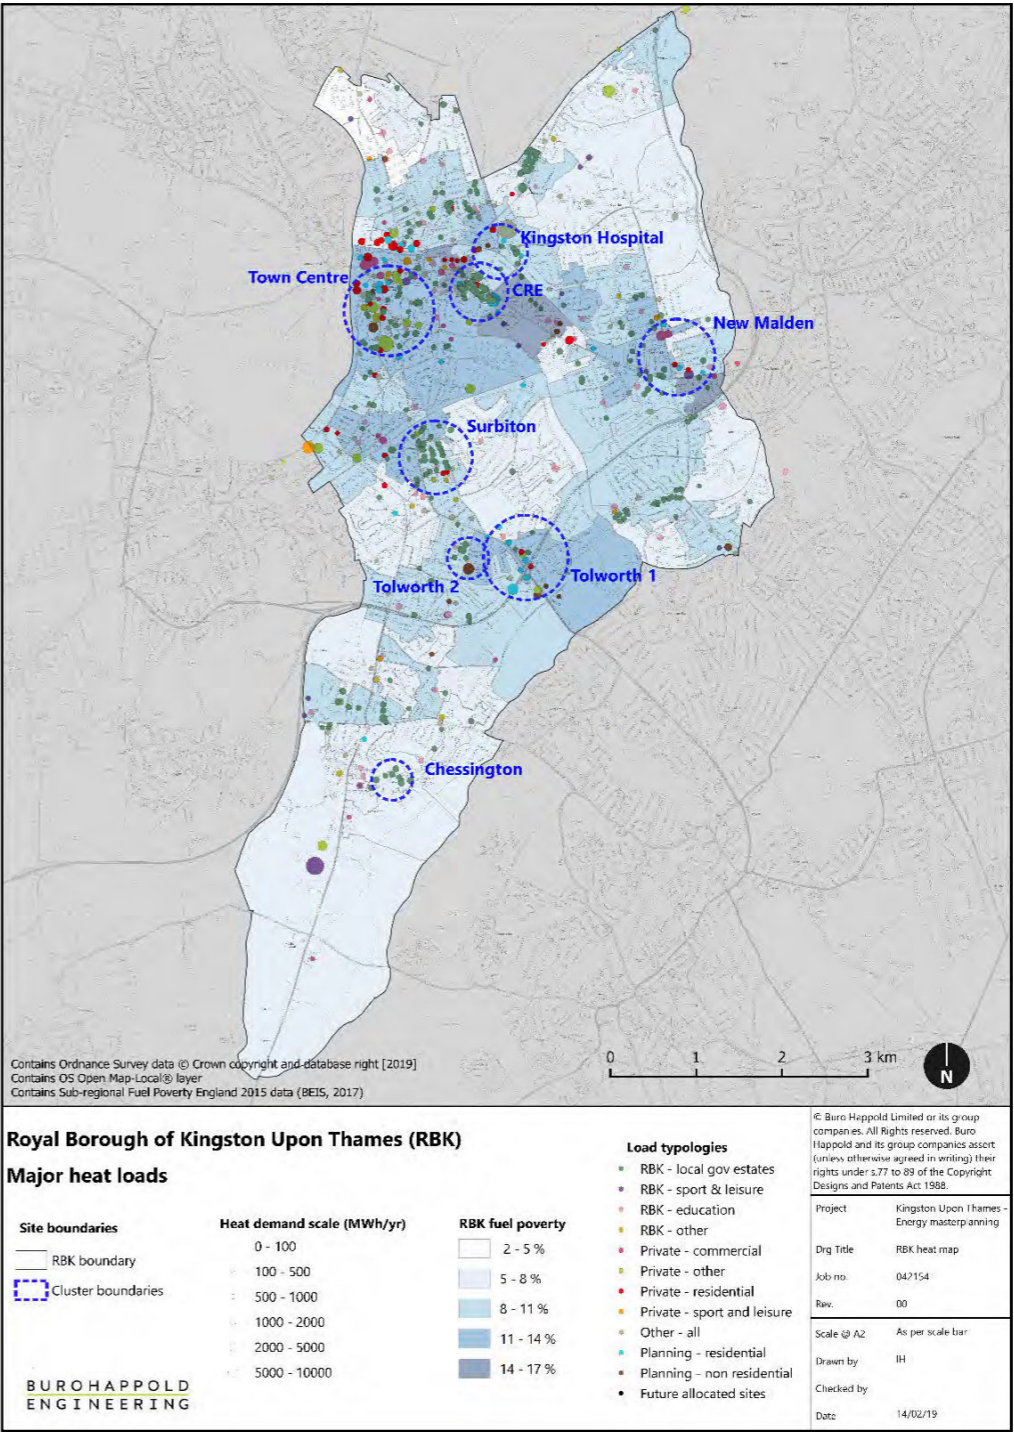 Kingston Hospital
Town Centre
CRE
New Malden
Surbiton
Tolworth 2
Tolworth 1
Chessington
Contains Ordnance Survey data © Crown copyright and database right [2019]
Contains OS Open Map-Local® layer
Contains Sub-regional Fuel Poverty England 2015 data (BEIS, 2017)
0 1 2 3 km
N
Royal Borough of Kingston Upon Thames (RBK)
Major heat loads
Site boundaries
RBK boundary
Cluster boundaries
BUROHAPPOLD
ENGINEERING
Heat demand scale (MWh/yr)
0 - 100
100 - 500
500 - 1000
1000 - 2000
2000 - 5000
5000 - 10000
RBK fuel poverty
2 - 5 %
5 - 8 %
8 - 11 %
11 - 14 %
14 - 17 %
Load typologies
RBK - local gov estates
RBK - sport & leisure
RBK - education
RBK - other
Private - commercial
Private - other
Private - residential
Private - sport and leisure
Other - all
Planning - residential
Planning - non residential
Future allocated sites
© Buro Happold Limited or its group
companies. All Rights reserved. Buro
Happold and its group companies assert
(unless otherwise agreed in writing) their
rights under s.77 to 89 of the Copyright
Designs and Patents Act 1988.
Project Kingston Upon Thames -
Energy masterplanning
Drg Title RBK heat map
Job no. 042154
Rev. 00
Scale @ A2 As per scale bar
Drawn by IH
Checked by
Date 14/02/19